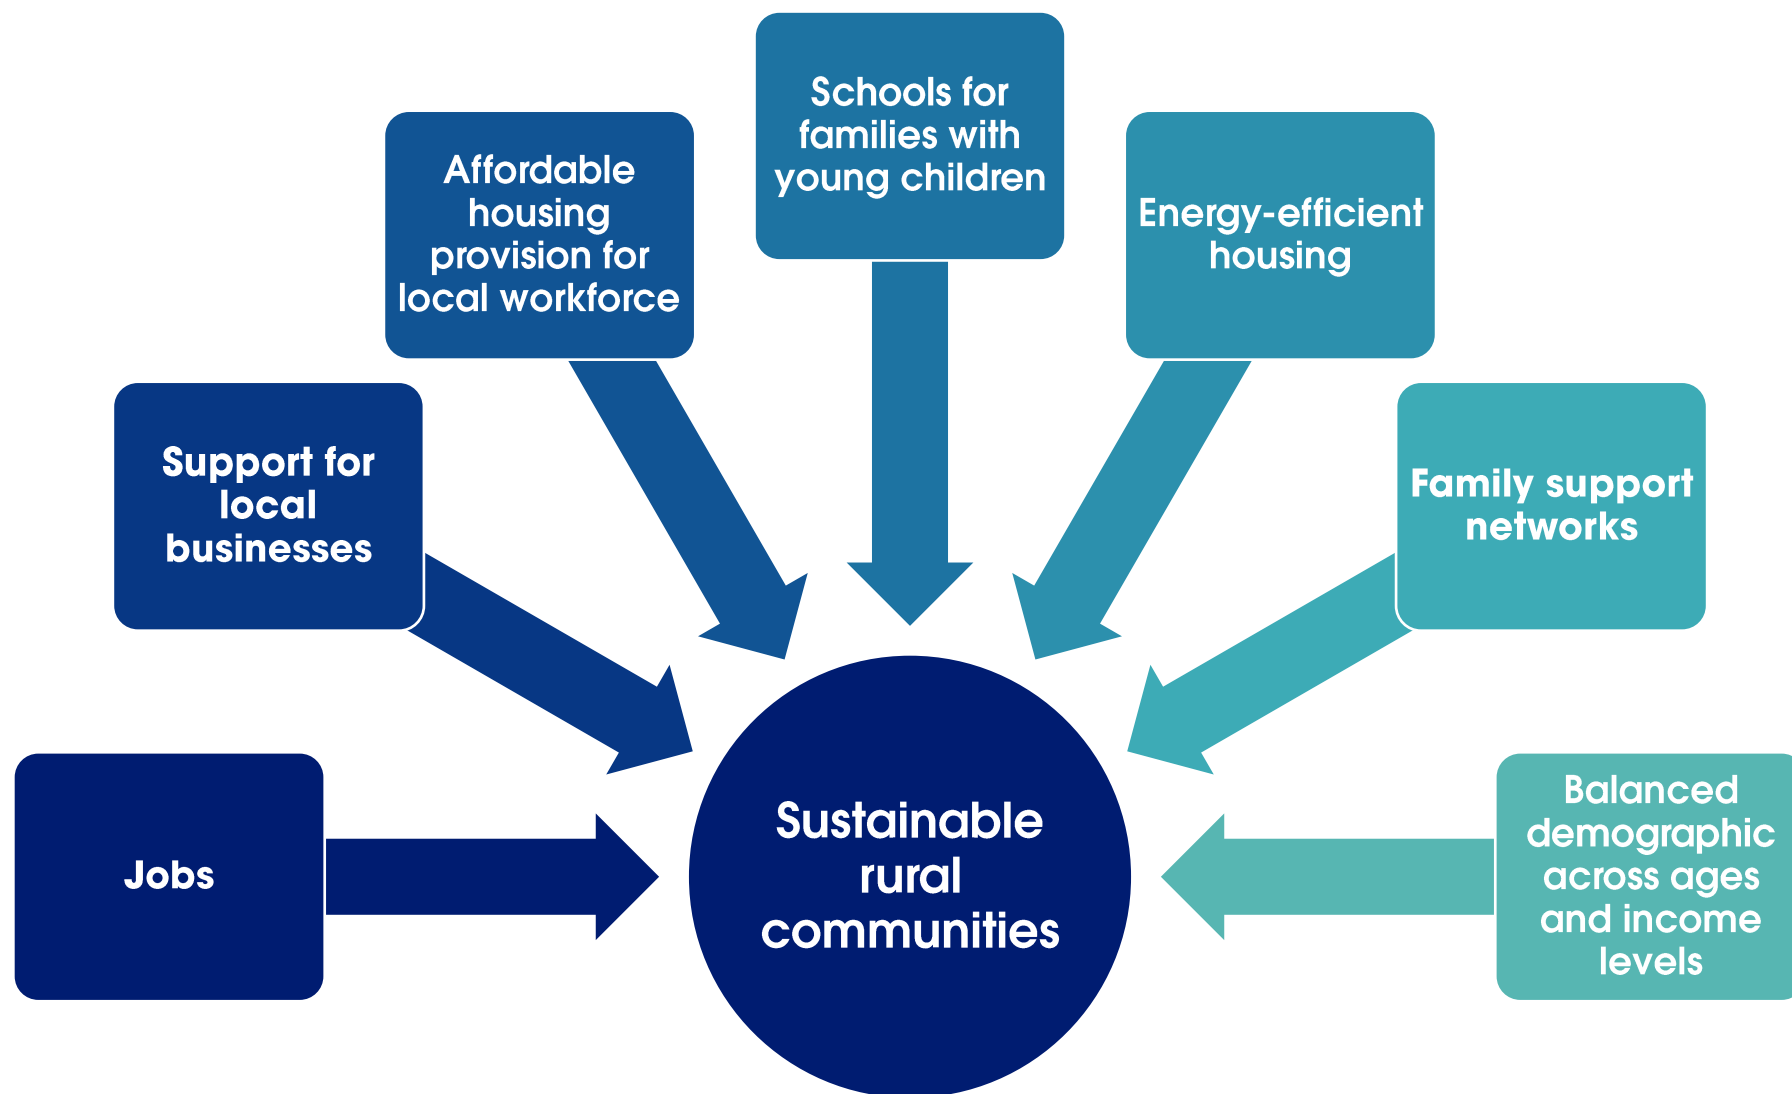 Schools for
families with
young children
Affordable
housing
provision for
local workforce
Energy-efficient
housing
Support for
local
businesses
Family support
networks
Jobs
Sustainable
rural
communities
Balanced
demographic
across ages
and income
levels